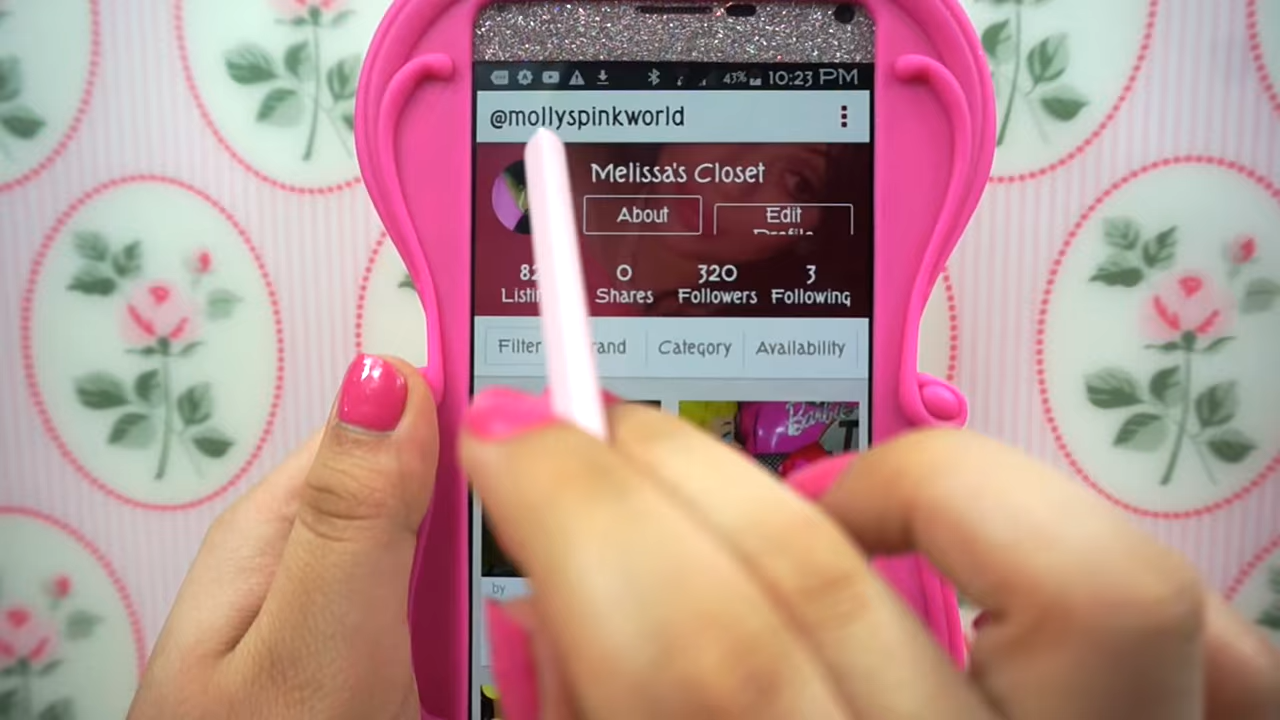 43% 10:23 PM
@mollyspinkworld
Melissa's Closet
About Edit
Profile
0 320 3
Shares Followers Following
Filter Category Availability
Barbie
by